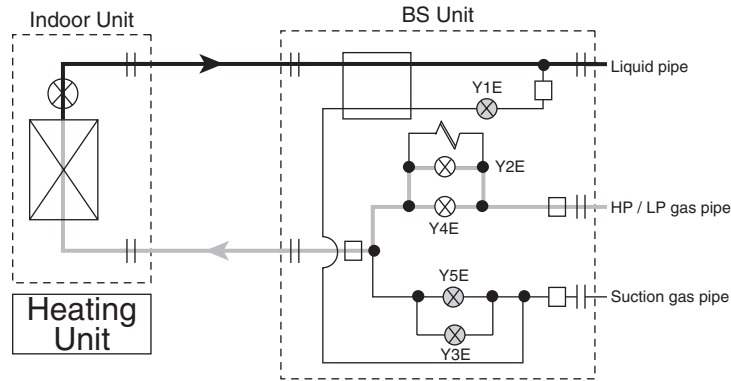 Indoor Unit
BS Unit
Liquid pipe
Y1E
Y2E
HP / LP gas pipe
Y4E
Y5E
Suction gas pipe
Y3E
Heating
Unit